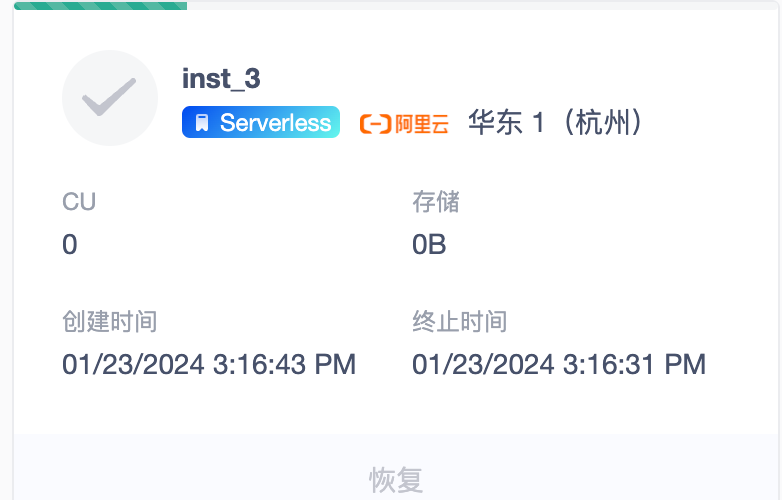 inst_3
Serverless 阿里云 华东 1（杭州）
CU 存储
0 0B
创建时间 终止时间
01/23/2024 3:16:43 PM 01/23/2024 3:16:31 PM
恢复